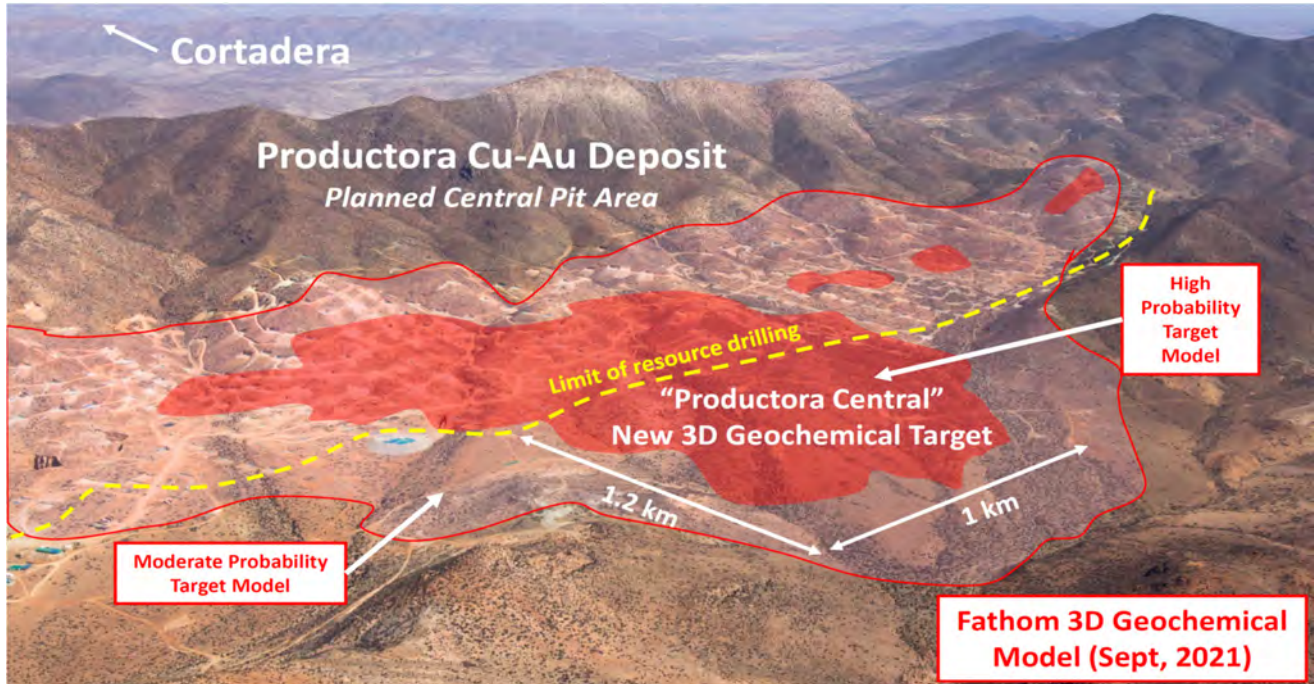 Cortadera
Productora Cu-Au Deposit
Planned Central Pit Area
High
Probability
Target
Model
Limit of resource drilling
“Productora Central”
New 3D Geochemical Target
1.2 km
1 km
Moderate Probability
Target Model
Fathom 3D Geochemical
Model (Sept, 2021)